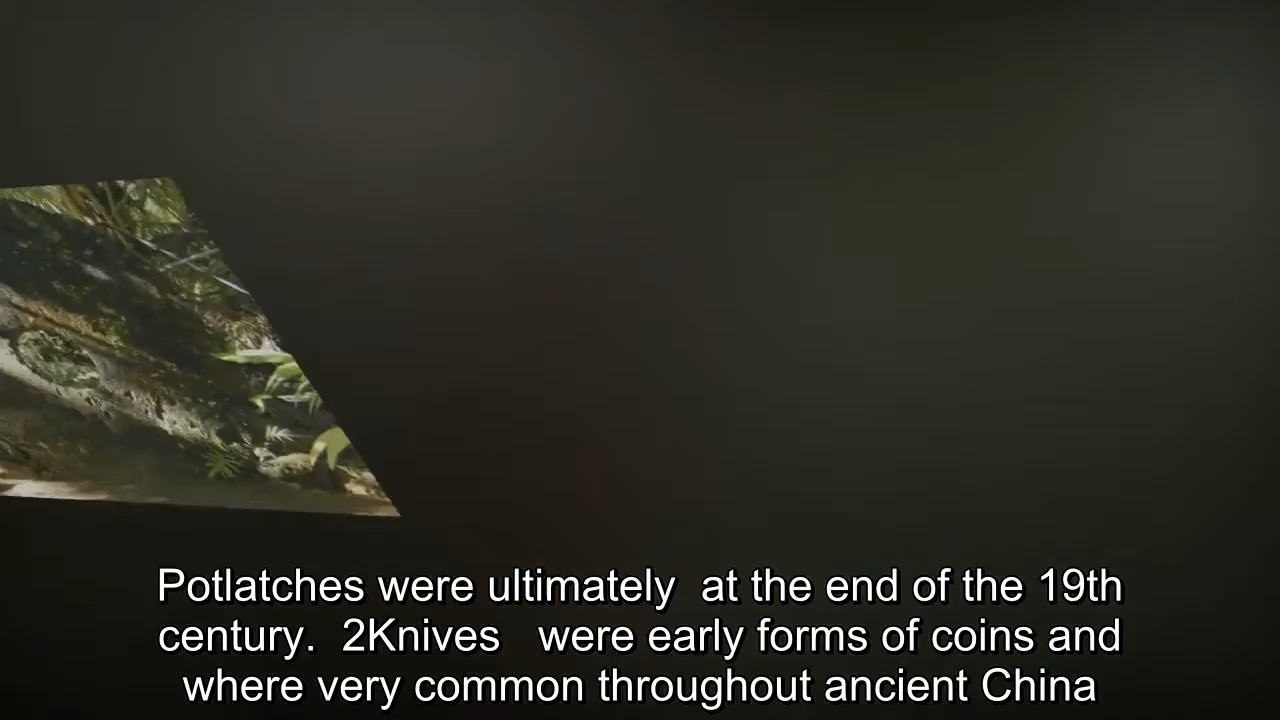 Potlatches were ultimately  at the end of the 19th
century.  2Knives   were early forms of coins and
where very common throughout ancient China